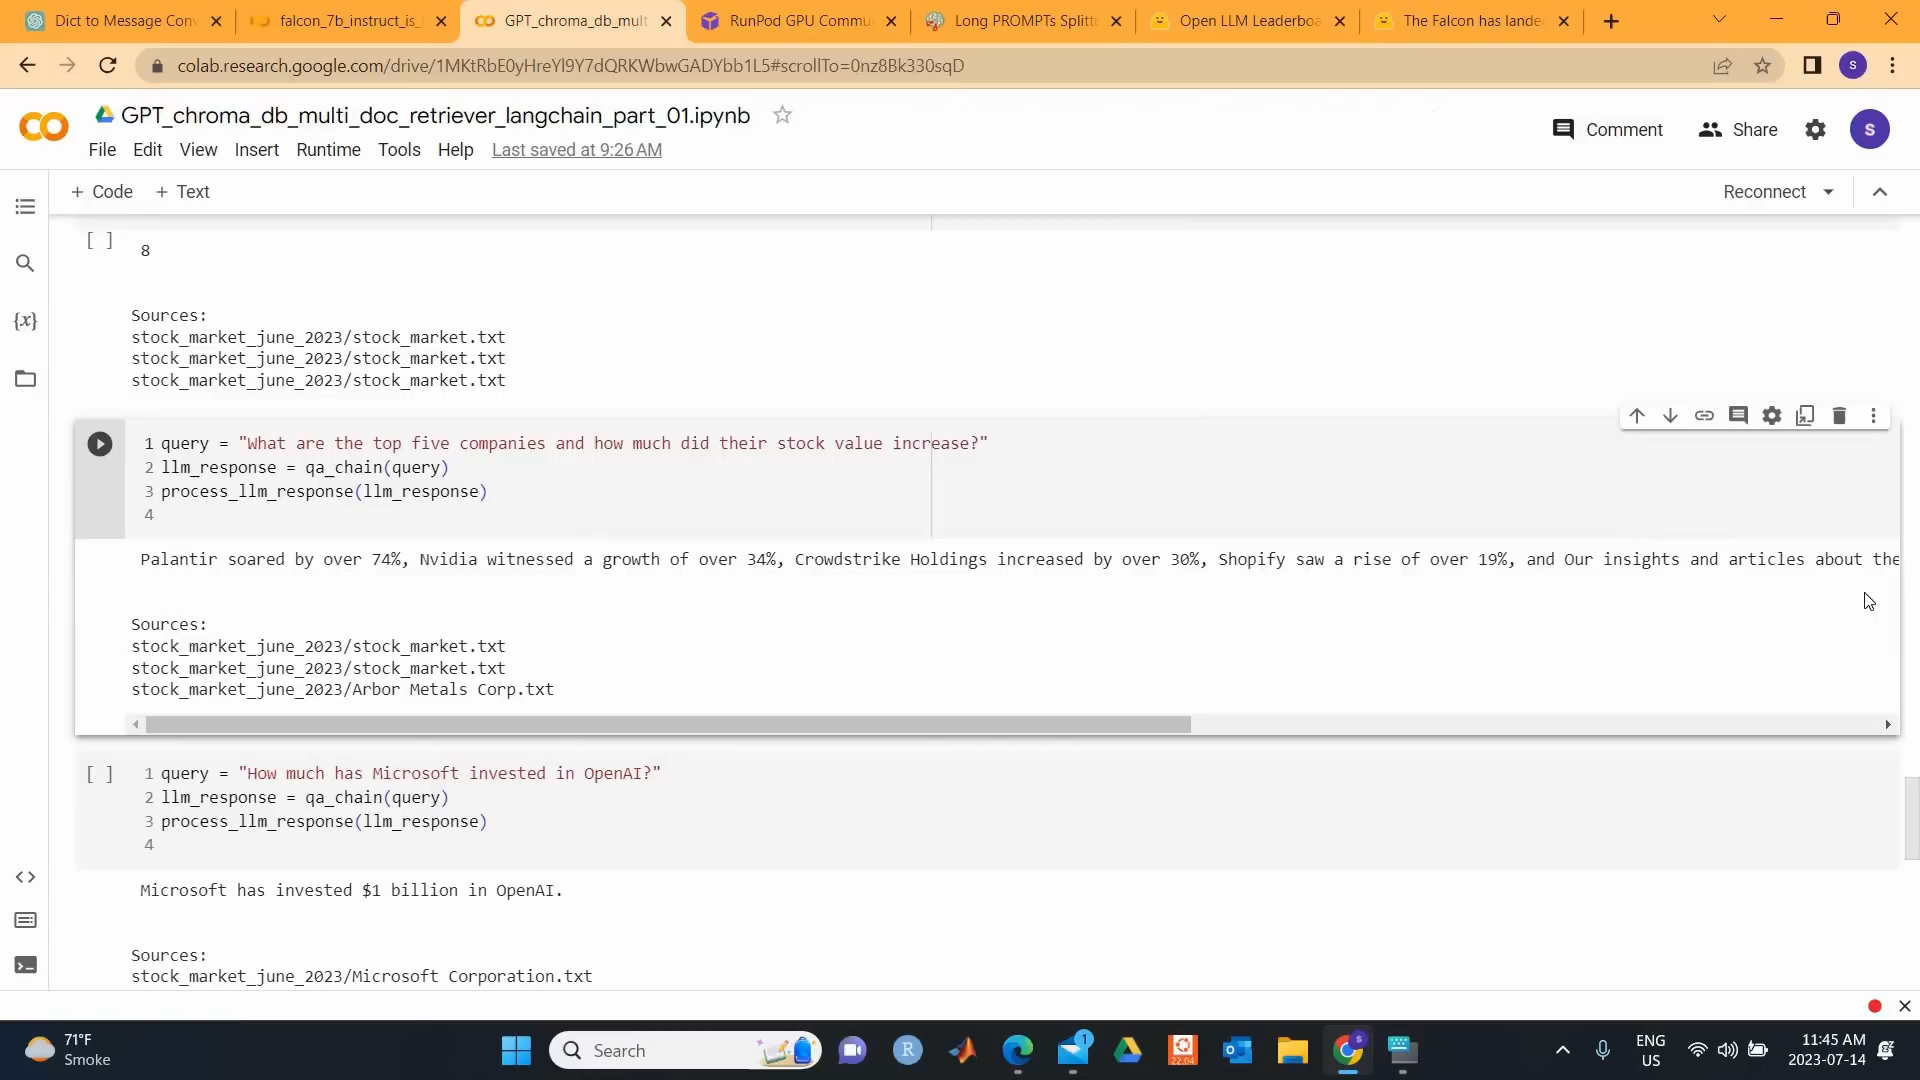 Dict to Message Con
falcon_7b_instruct_is_
GPT_chroma_db_mult
RunPod GPU Commu
Long PROMPTs Splitte
Open LLM Leaderboa
The Falcon has lande
colab.research.google.com/drive/1MKtRbE0yHreYl9Y7dQRKWbwGADYbb1L5#scrollTo=0nz8Bk330sqD
S
GPT_chroma_db_multi_doc_retriever_langchain_part_01.ipynb
Comment
Share
S
File Edit View Insert Runtime Tools Help Last saved at 9:26 AM
+ Code + Text
Reconnect
[ ]
8
Sources:
stock_market_june_2023/stock_market.txt
stock_market_june_2023/stock_market.txt
stock_market_june_2023/stock_market.txt
{x}
1 query = "What are the top five companies and how much did their stock value increase?"
2 llm_response = qa_chain(query)
3 process_llm_response(llm_response)
4
Palantir soared by over 74%, Nvidia witnessed a growth of over 34%, Crowdstrike Holdings increased by over 30%, Shopify saw a rise of over 19%, and Our insights and articles about the
Sources:
stock_market_june_2023/stock_market.txt
stock_market_june_2023/stock_market.txt
stock_market_june_2023/Arbor Metals Corp.txt
[ ]
1 query = "How much has Microsoft invested in OpenAI?"
2 llm_response = qa_chain(query)
3 process_llm_response(llm_response)
4
Microsoft has invested $1 billion in OpenAI.
Sources:
stock_market_june_2023/Microsoft Corporation.txt
71°F
Smoke
Search
R
1
22.04
ENG
US
11:45 AM
2023-07-14